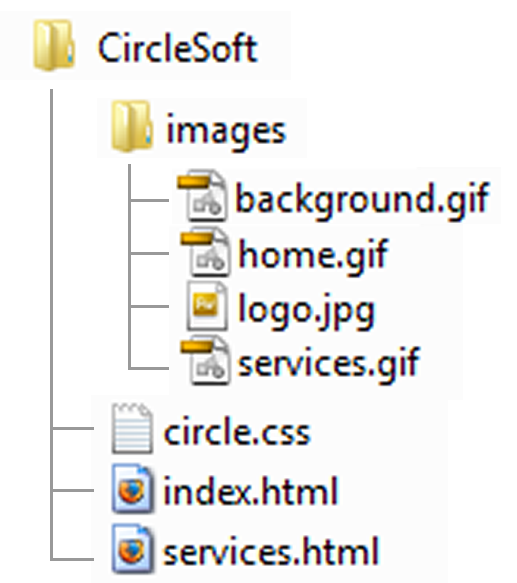 CircleSoft
images
background.gif
home.gif
logo.jpg
services.gif
circle.css
index.html
services.html